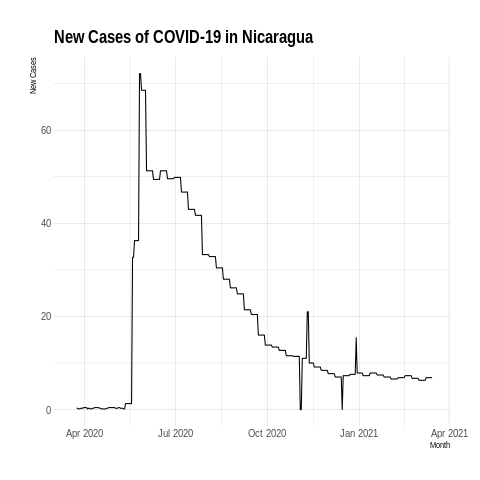 New Cases of COVID-19 in Nicaragua
New Cases
60
40
20
0
Apr 2020 Jul 2020 Oct 2020 Jan 2021 Apr 2021
Month